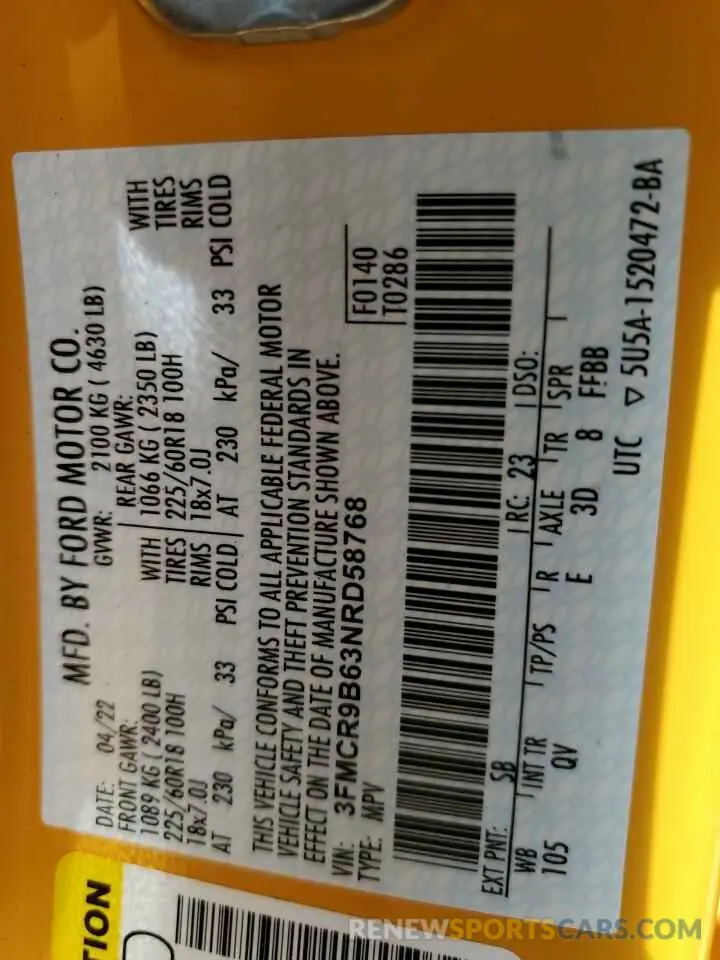 MFD. BY FORD MOTOR CO.
DATE: 04/22 GVWR: 2100 KG ( 4630 LB)
FRONT GAWR: REAR GAWR:
1089 KG ( 2400 LB) WITH 1066 KG ( 2350 LB) WITH
225/60R18 100H TIRES 225/60R18 100H TIRES
18x7.0J RIMS 18x7.0J RIMS
AT 230 kPa/ 33 PSI COLD AT 230 kPa/ 33 PSI COLD
THIS VEHICLE CONFORMS TO ALL APPLICABLE FEDERAL MOTOR
VEHICLE SAFETY AND THEFT PREVENTION STANDARDS IN
EFFECT ON THE DATE OF MANUFACTURE SHOWN ABOVE.
VIN: 3FMCR9B63NRD58768 F0140
TYPE: MPV T0286
EXT PNT: SB RC: 23 DSO:
WB INT TR TP/PS R AXLE TR SPR
105 QV E 3D 8 FFBB
UTC ▽ 5U5A-1520472-BA
TION
RENEWSPORTSCARS.COM